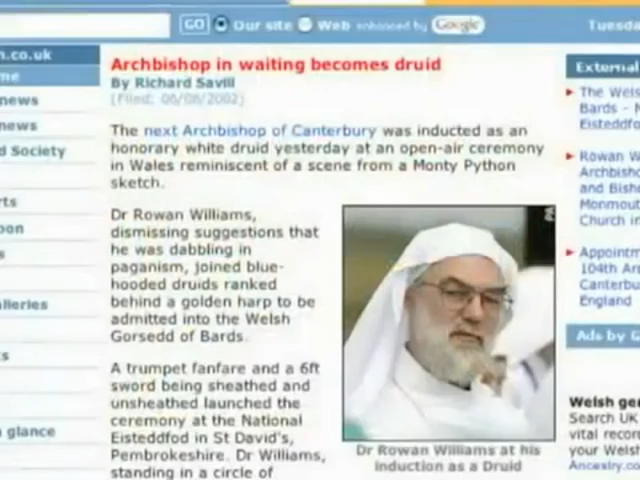 GO Our site Web enhanced by Google
Tuesda
n.co.uk
me
news
news
d Society
rts
oon
s
alleries
ts
n glance
Archbishop in waiting becomes druid
By Richard Savill
(Filed: 06/08/2002)
The next Archbishop of Canterbury was inducted as an
honorary white druid yesterday at an open-air ceremony
in Wales reminiscent of a scene from a Monty Python
sketch.
Dr Rowan Williams,
dismissing suggestions that
he was dabbling in
paganism, joined blue-
hooded druids ranked
behind a golden harp to be
admitted into the Welsh
Gorsedd of Bards.
A trumpet fanfare and a 6ft
sword being sheathed and
unsheathed launched the
ceremony at the National
Eisteddfod in St David's,
Pembrokeshire. Dr Williams,
standing in a circle of
PA
Dr Rowan Williams at his
induction as a Druid
External
The Wels
Bards - N
Eisteddfo
Rowan W
Archbisho
and Bish
Monmout
Church in
Appointm
104th Ar
Canterbu
England
Ads by G
Welsh ger
Search UK
vital recor
your Welsh
Ancestry.co